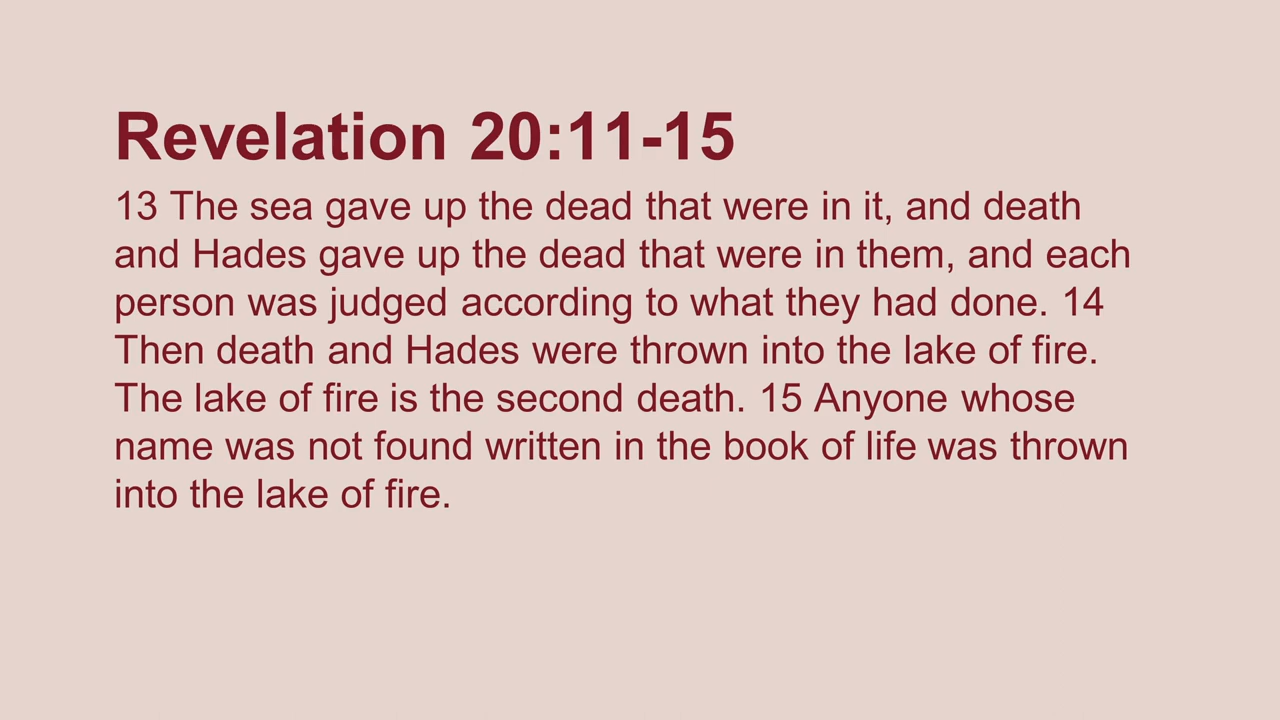 Revelation 20:11-15
13 The sea gave up the dead that were in it, and death
and Hades gave up the dead that were in them, and each
person was judged according to what they had done. 14
Then death and Hades were thrown into the lake of fire.
The lake of fire is the second death. 15 Anyone whose
name was not found written in the book of life was thrown
into the lake of fire.